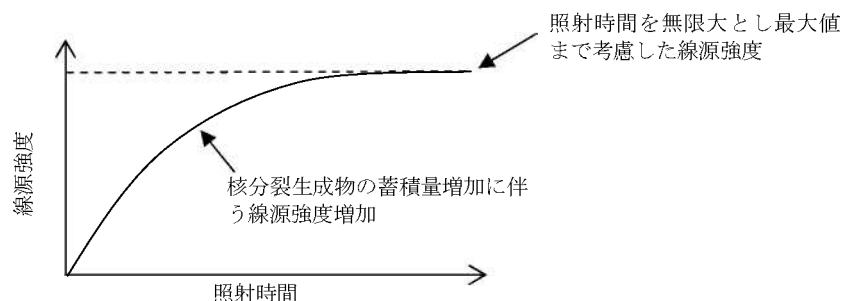 照射時間を無限大とし最大値
まで考慮した線源強度
線源強度
核分裂生成物の蓄積量増加に伴
う線源強度増加
照射時間